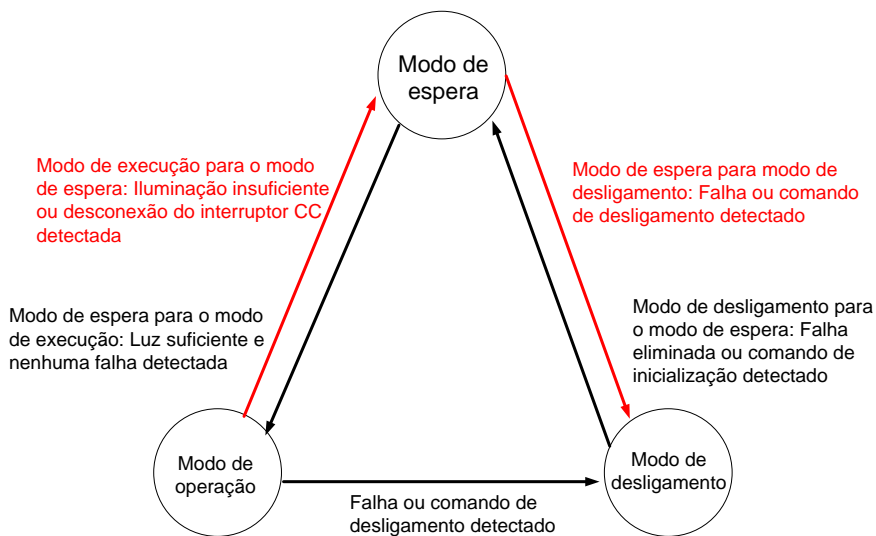 Modo de
espera
Modo de execução para o modo
de espera: Iluminação insuficiente
ou desconexão do interruptor CC
detectada
Modo de espera para modo de
desligamento: Falha ou comando
de desligamento detectado
Modo de espera para o modo
de execução: Luz suficiente e
nenhuma falha detectada
Modo de desligamento para
o modo de espera: Falha
eliminada ou comando de
inicialização detectado
Modo de
operação
Modo de
desligamento
Falha ou comando de
desligamento detectado